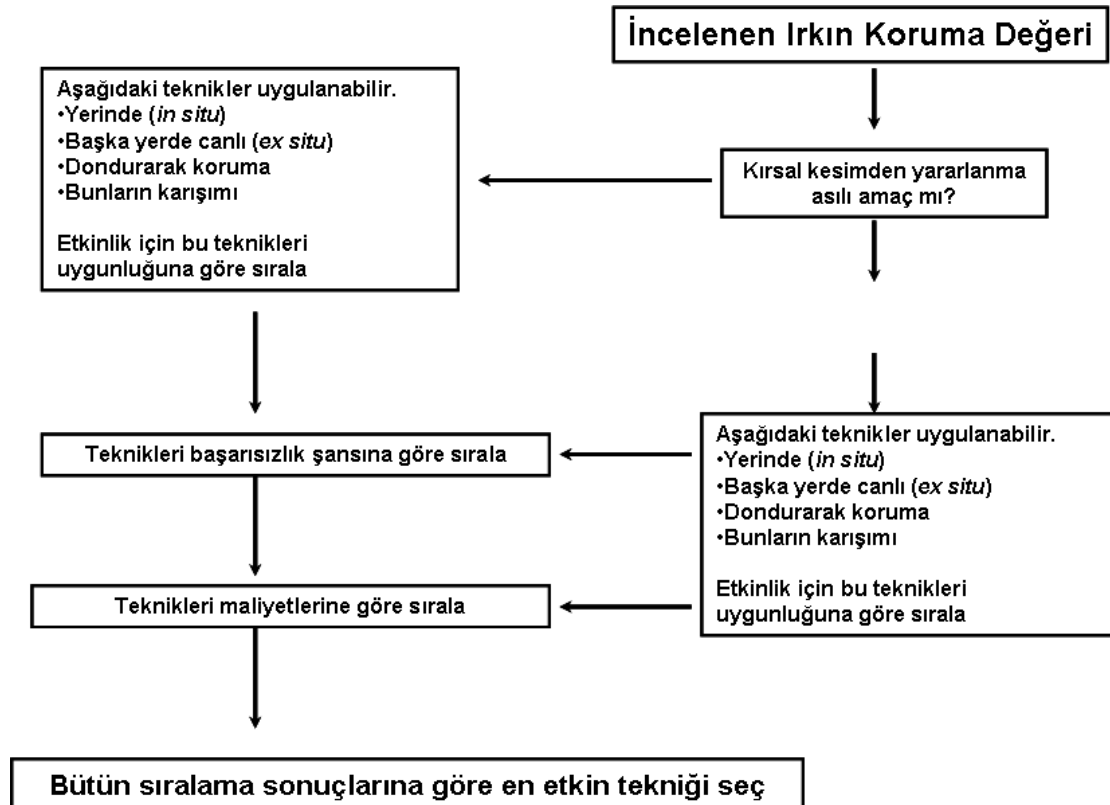 İncelenen Irkın Koruma Değeri
Aşağıdaki teknikler uygulanabilir.
•Yerinde (in situ)
•Başka yerde canlı (ex situ)
•Dondurarak koruma
•Bunların karışımı
Etkinlik için bu teknikleri
uygunluğuna göre sırala
Kırsal kesimden yararlanma
asılı amaç mı?
Teknikleri başarısızlık şansına göre sırala
Aşağıdaki teknikler uygulanabilir.
•Yerinde (in situ)
•Başka yerde canlı (ex situ)
•Dondurarak koruma
•Bunların karışımı
Etkinlik için bu teknikleri
uygunluğuna göre sırala
Teknikleri maliyetlerine göre sırala
Bütün sıralama sonuçlarına göre en etkin tekniği seç